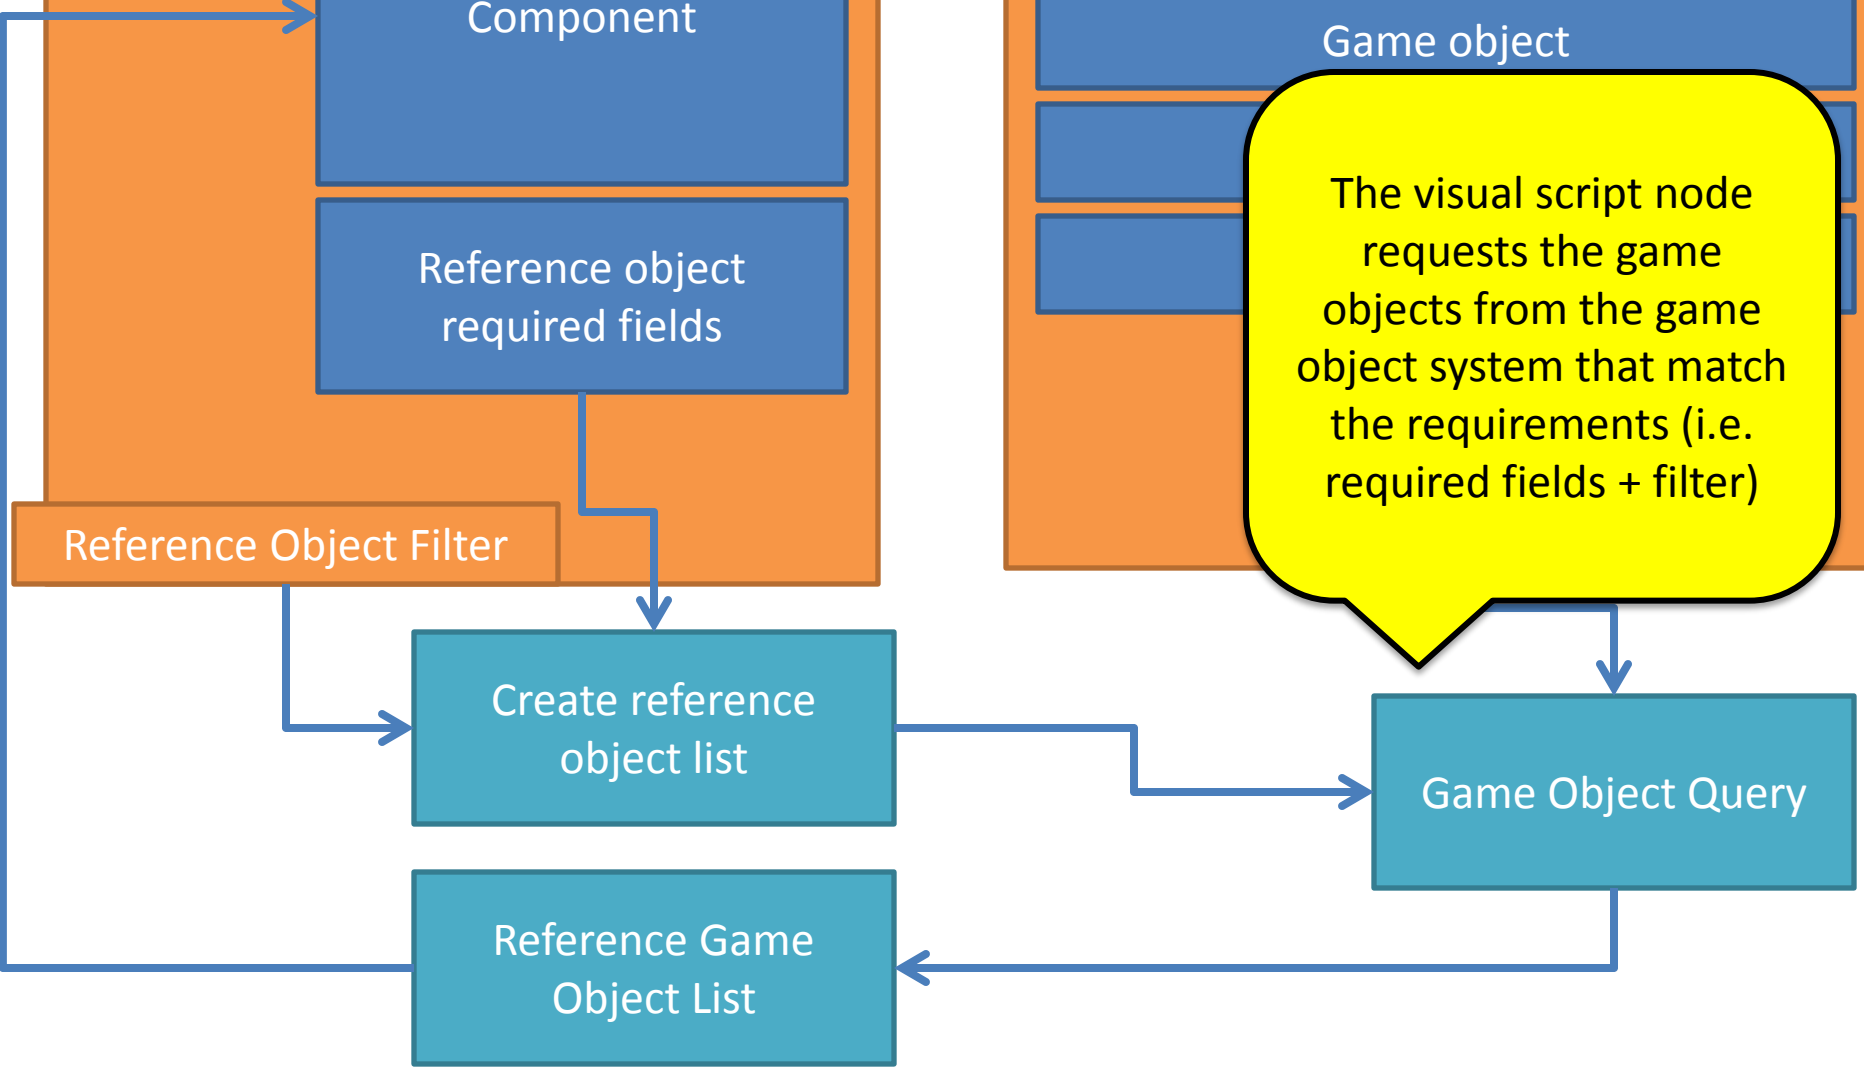 Component
Game object
Reference object
required fields
The visual script node
requests the game
objects from the game
object system that match
the requirements (i.e.
required fields + filter)
Reference Object Filter
Create reference
object list
Game Object Query
Reference Game
Object List